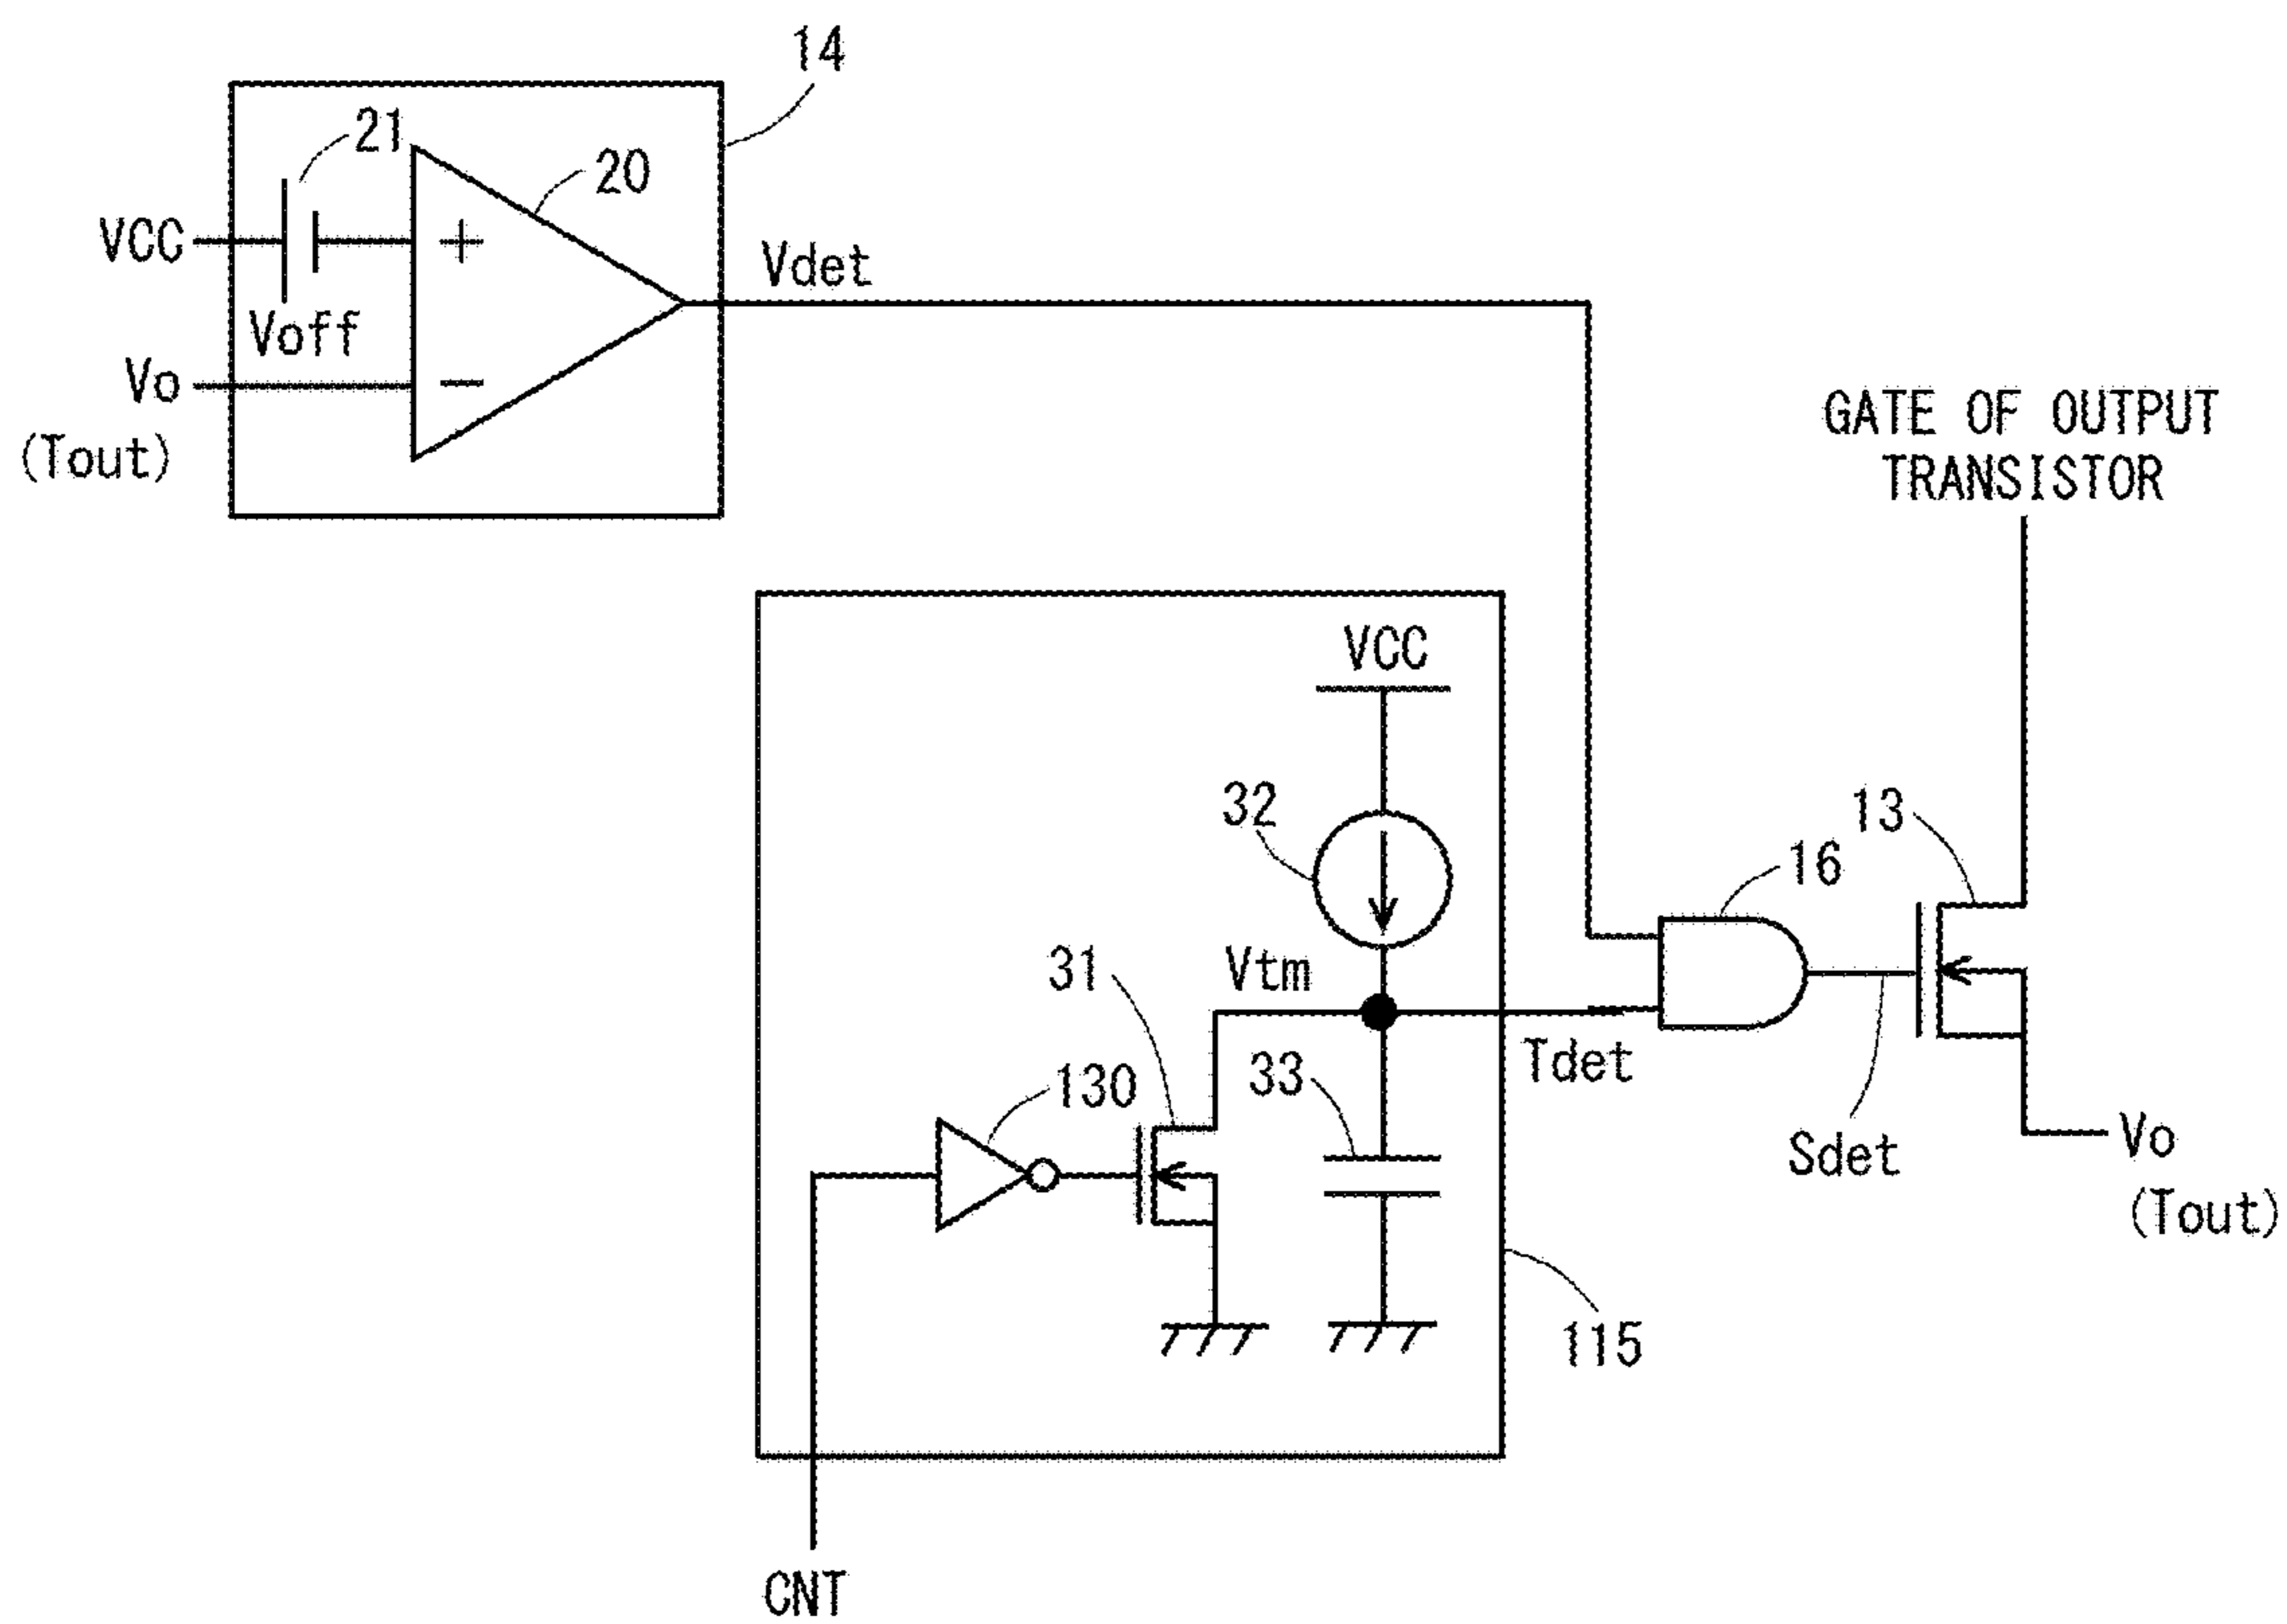 14
21
20
VCC
+
Vdet
Voff
Vo
−
(Tout)
GATE OF OUTPUT
TRANSISTOR
VCC
32
13
16
31
Vtm
Tdet
130
33
Sdet
Vo
(Tout)
115
CNT